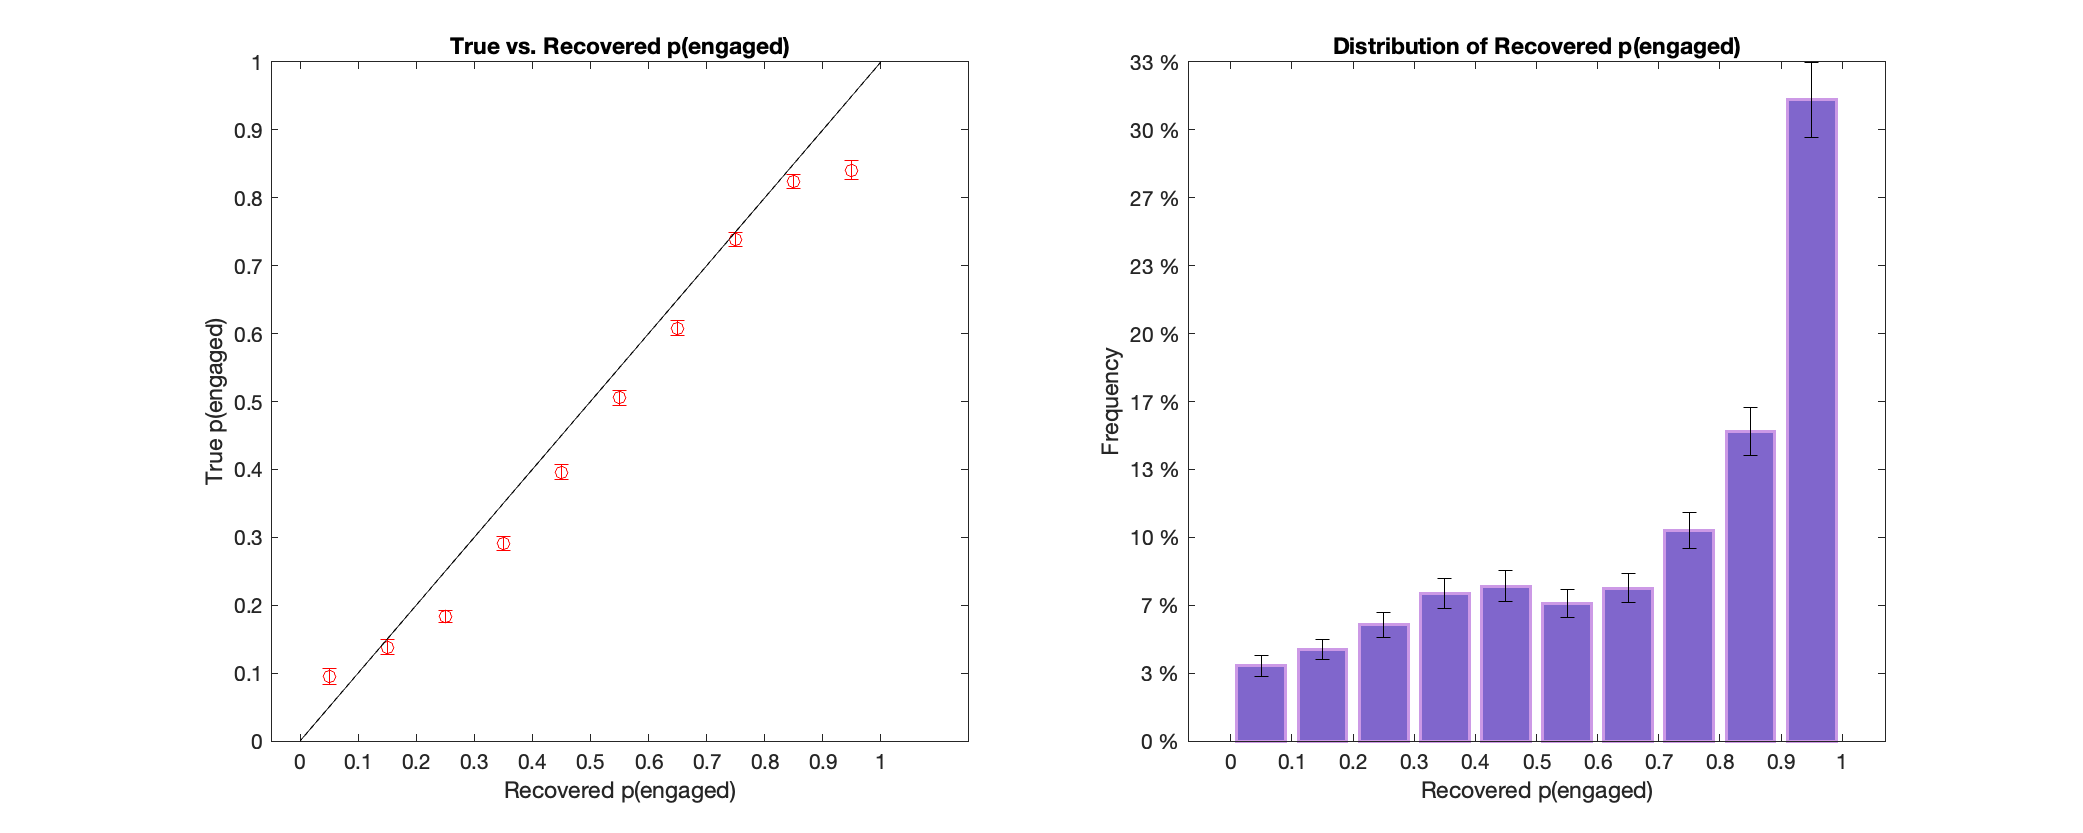 True vs. Recovered p(engaged)
1
0.9
0.8
0.7
0.6
0.5
0.4
0.3
0.2
0.1
0
True p(engaged)
0 0.1 0.2 0.3 0.4 0.5 0.6 0.7 0.8 0.9 1
Recovered p(engaged)
Distribution of Recovered p(engaged)
33 %
30 %
27 %
23 %
20 %
17 %
13 %
10 %
7 %
3 %
0 %
Frequency
0 0.1 0.2 0.3 0.4 0.5 0.6 0.7 0.8 0.9 1
Recovered p(engaged)